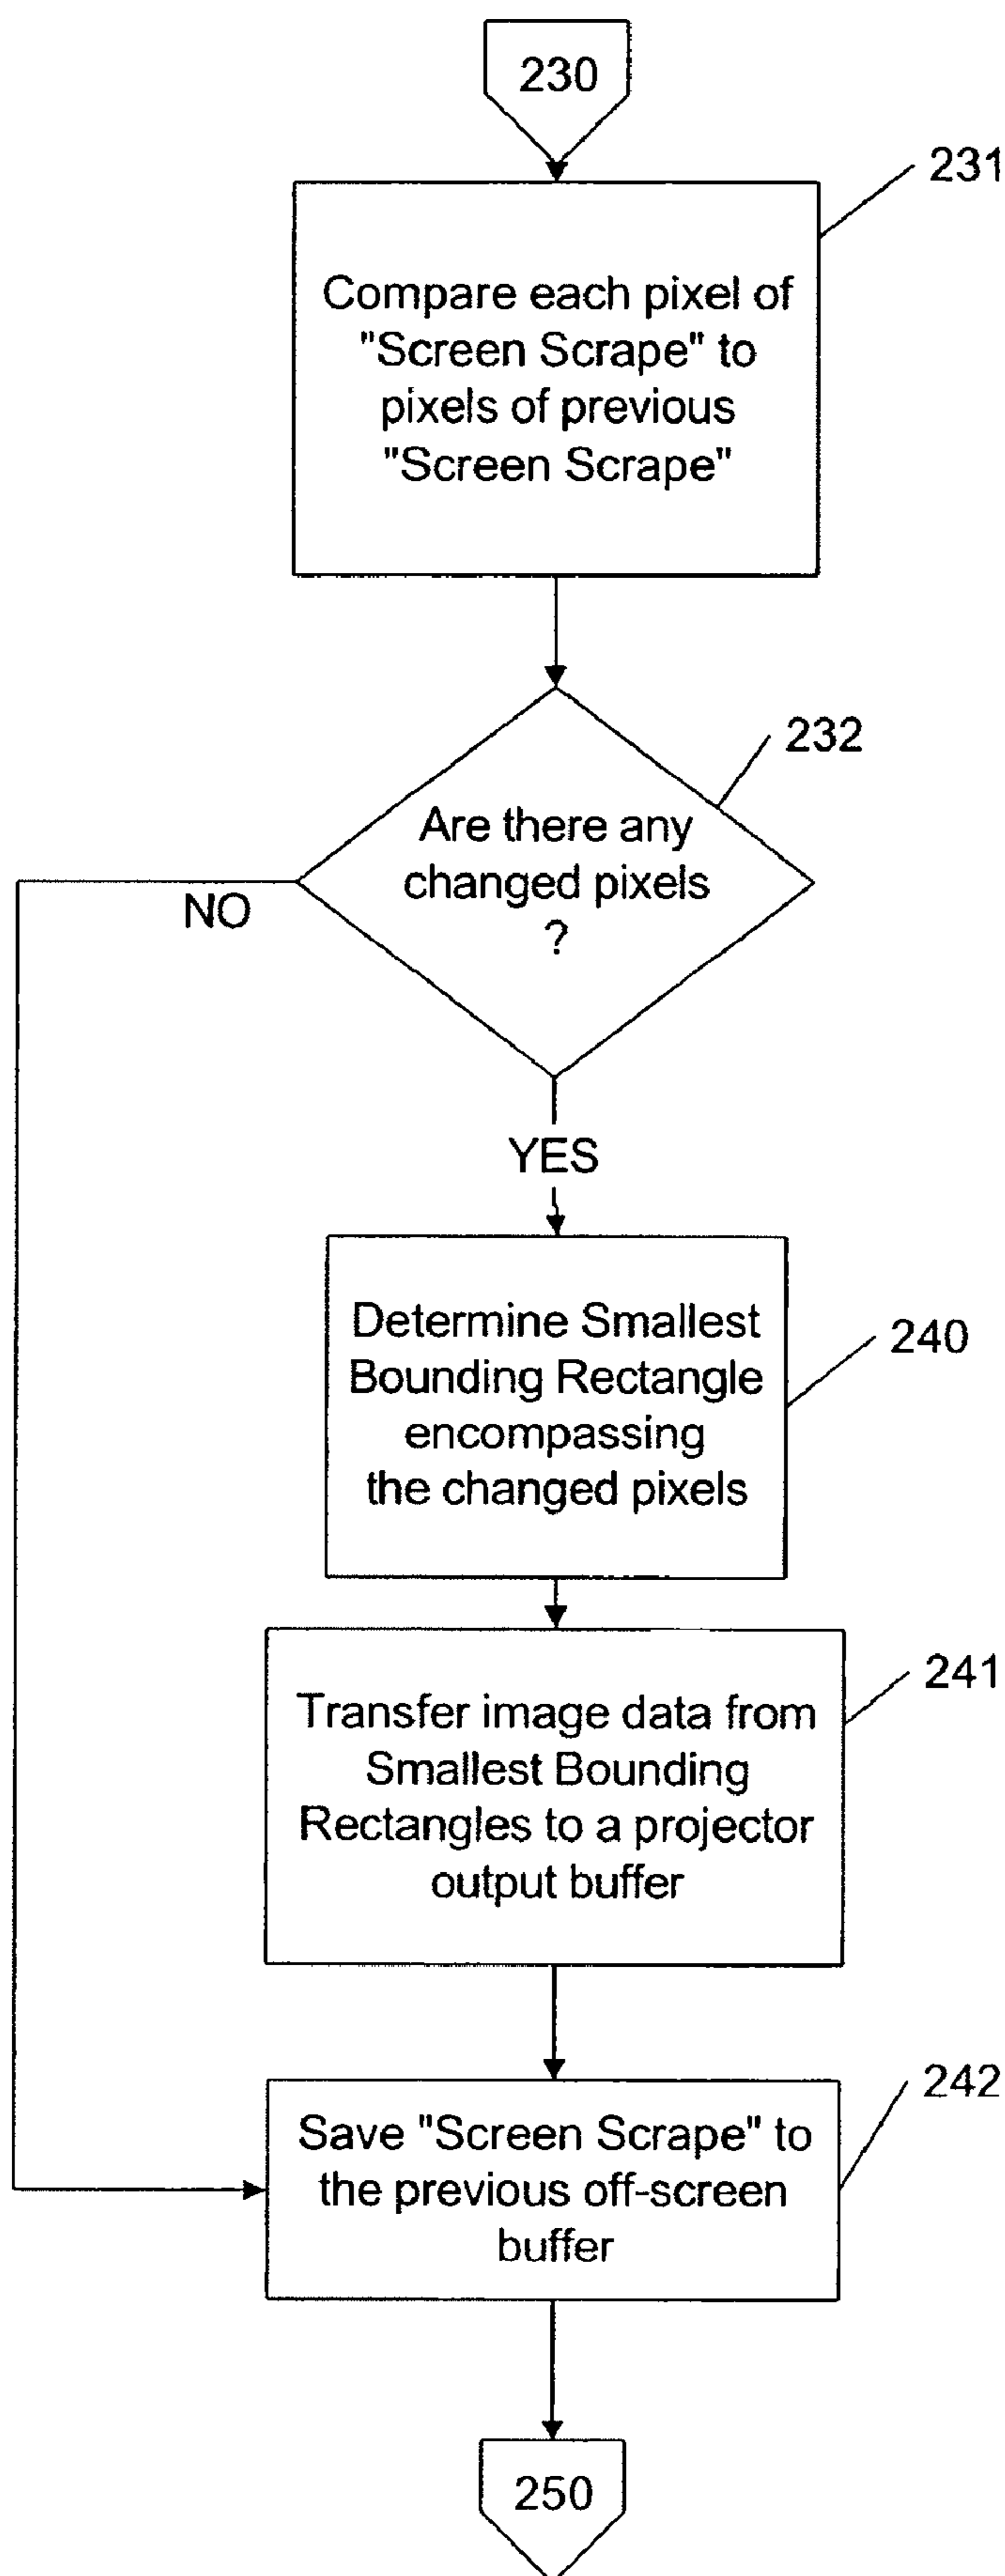 230
231
Compare each pixel of
"Screen Scrape" to
pixels of previous
"Screen Scrape"
232
Are there any
changed pixels
?
NO
YES
Determine Smallest
Bounding Rectangle
encompassing
the changed pixels
240
Transfer image data from
Smallest Bounding
Rectangles to a projector
output buffer
241
Save "Screen Scrape" to
the previous off-screen
buffer
242
250